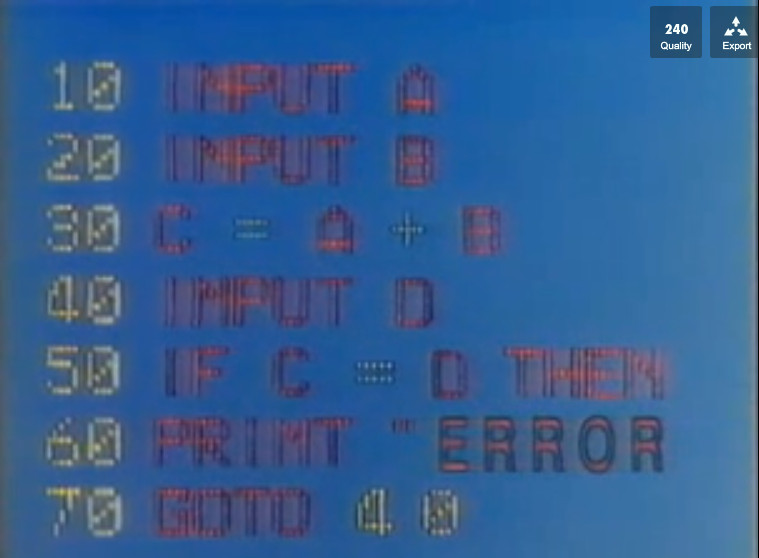 240
Quality
Export
10 INPUT A
20 INPUT B
30 C = A + B
40 INPUT D
50 IF C = D THEN
60 PRINT "ERROR
70 GOTO 40